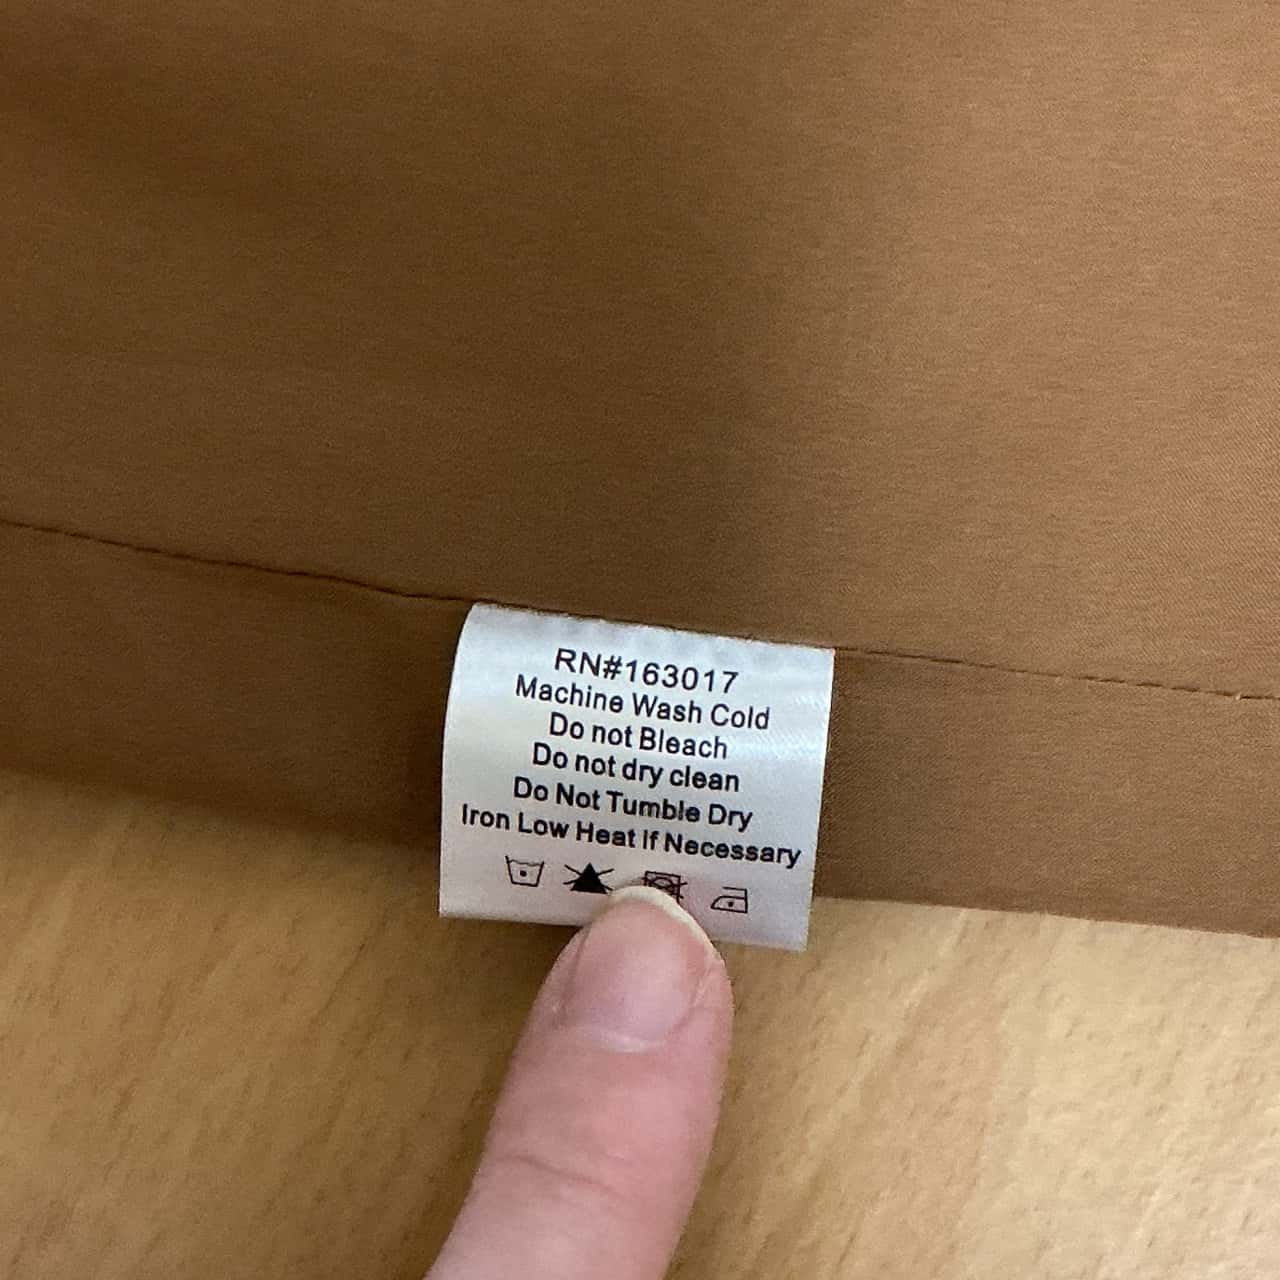 RN#163017
Machine Wash Cold
Do not Bleach
Do not dry clean
Do Not Tumble Dry
Iron Low Heat If Necessary